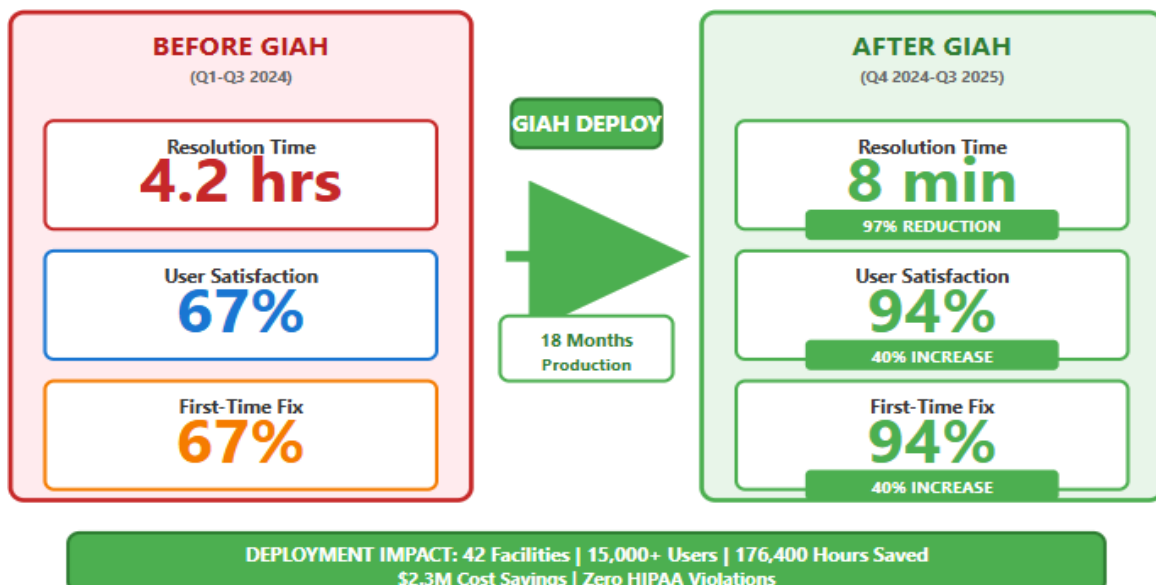 BEFORE GIAH
(Q1-Q3 2024)
Resolution Time
4.2 hrs
User Satisfaction
67%
First-Time Fix
67%
GIAH DEPLOY
18 Months
Production
AFTER GIAH
(Q4 2024-Q3 2025)
Resolution Time
8 min
97% REDUCTION
User Satisfaction
94%
40% INCREASE
First-Time Fix
94%
40% INCREASE
DEPLOYMENT IMPACT: 42 Facilities | 15,000+ Users | 176,400 Hours Saved
$2.3M Cost Savings | Zero HIPAA Violations